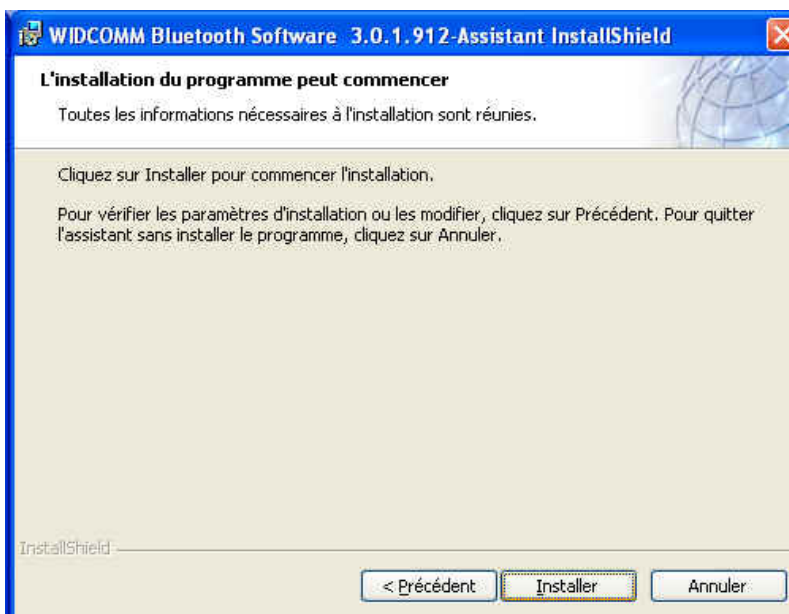 WIDCOMM Bluetooth Software 3.0.1.912-Assistant InstallShield
L'installation du programme peut commencer
Toutes les informations nécessaires à l'installation sont réunies.
Cliquez sur Installer pour commencer l'installation.
Pour vérifier les paramètres d'installation ou les modifier, cliquez sur Précédent. Pour quitter
l'assistant sans installer le programme, cliquez sur Annuler.
InstallShield
< Précédent
Installer
Annuler